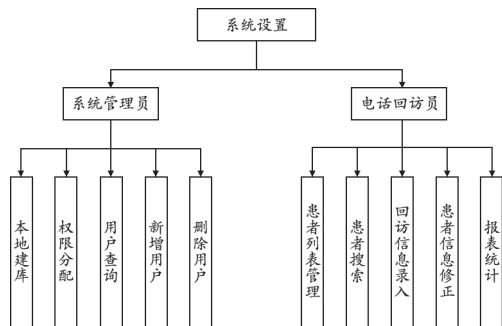 系统设置
系统管理员
电话回访员
本地建库
权限分配
用户查询
新增用户
删除用户
患者列表管理
患者搜索
回访信息录入
患者信息修正
报表统计